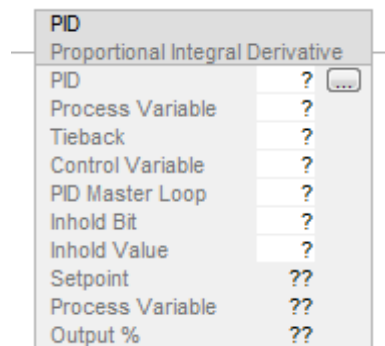 PID
Proportional Integral Derivative
PID ? ...
Process Variable ?
Tieback ?
Control Variable ?
PID Master Loop ?
Inhold Bit ?
Inhold Value ?
Setpoint ??
Process Variable ??
Output % ??